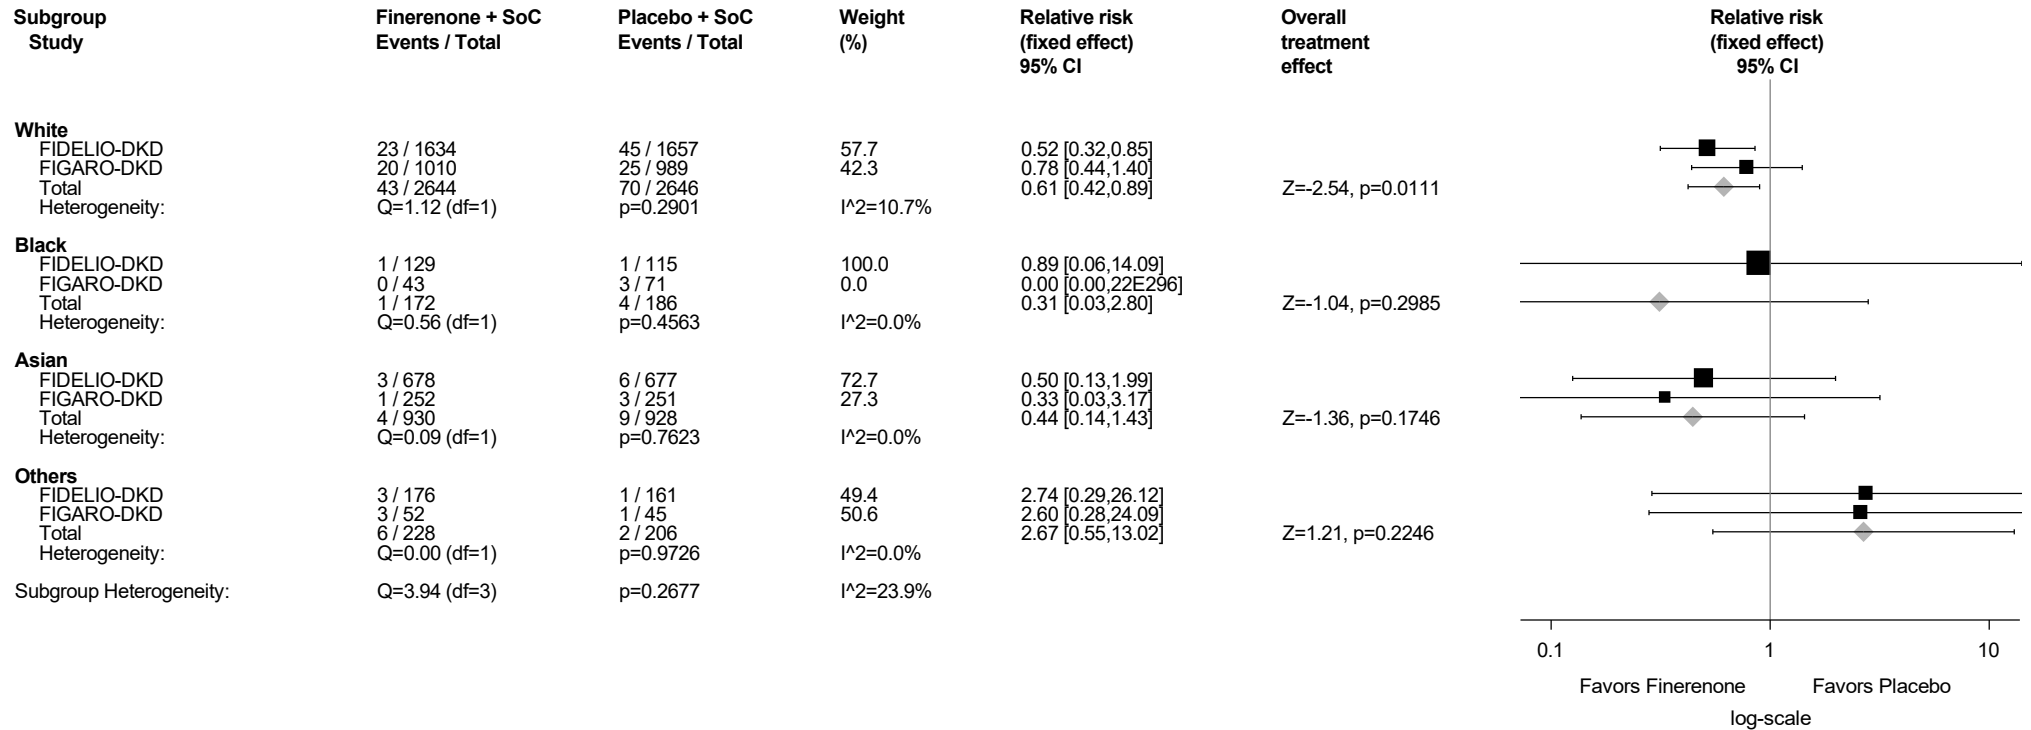 Subgroup Finerenone + SoC Placebo + SoC Weight Relative risk Overall Relative risk
Study Events / Total Events / Total (%) (fixed effect) treatment (fixed effect)
95% CI effect 95% CI
White
FIDELIO-DKD 23 / 1634 45 / 1657 57.7 0.52 [0.32,0.85]
FIGARO-DKD 20 / 1010 25 / 989 42.3 0.78 [0.44,1.40]
Total 43 / 2644 70 / 2646 0.61 [0.42,0.89] Z=-2.54, p=0.0111
Heterogeneity: Q=1.12 (df=1) p=0.2901 I^2=10.7%
Black
FIDELIO-DKD 1 / 129 1 / 115 100.0 0.89 [0.06,14.09]
FIGARO-DKD 0 / 43 3 / 71 0.0 0.00 [0.00,22E296]
Total 1 / 172 4 / 186 0.31 [0.03,2.80] Z=-1.04, p=0.2985
Heterogeneity: Q=0.56 (df=1) p=0.4563 I^2=0.0%
Asian
FIDELIO-DKD 3 / 678 6 / 677 72.7 0.50 [0.13,1.99]
FIGARO-DKD 1 / 252 3 / 251 27.3 0.33 [0.03,3.17]
Total 4 / 930 9 / 928 0.44 [0.14,1.43] Z=-1.36, p=0.1746
Heterogeneity: Q=0.09 (df=1) p=0.7623 I^2=0.0%
Others
FIDELIO-DKD 3 / 176 1 / 161 49.4 2.74 [0.29,26.12]
FIGARO-DKD 3 / 52 1 / 45 50.6 2.60 [0.28,24.09]
Total 6 / 228 2 / 206 2.67 [0.55,13.02] Z=1.21, p=0.2246
Heterogeneity: Q=0.00 (df=1) p=0.9726 I^2=0.0%
Subgroup Heterogeneity: Q=3.94 (df=3) p=0.2677 I^2=23.9%
0.1 1 10
Favors Finerenone Favors Placebo
log-scale